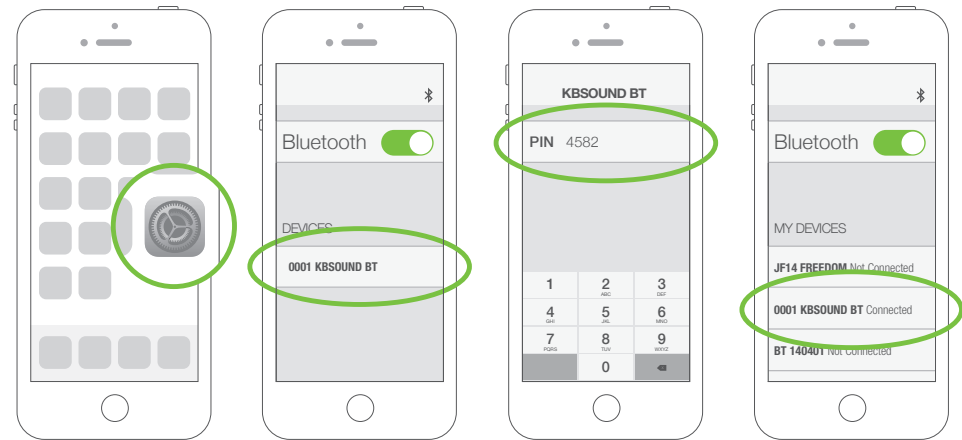 Bluetooth
DEVICES
0001 KBSOUND BT
KBSOUND BT
PIN 4582
1 2 3
ABC DEF
4 5 6
GHI JKL MNO
7 8 9
PQRS TUV WXYZ
0
Bluetooth
MY DEVICES
JF14 FREEDOM Not Connected
0001 KBSOUND BT Connected
BT 140401 Not Connected